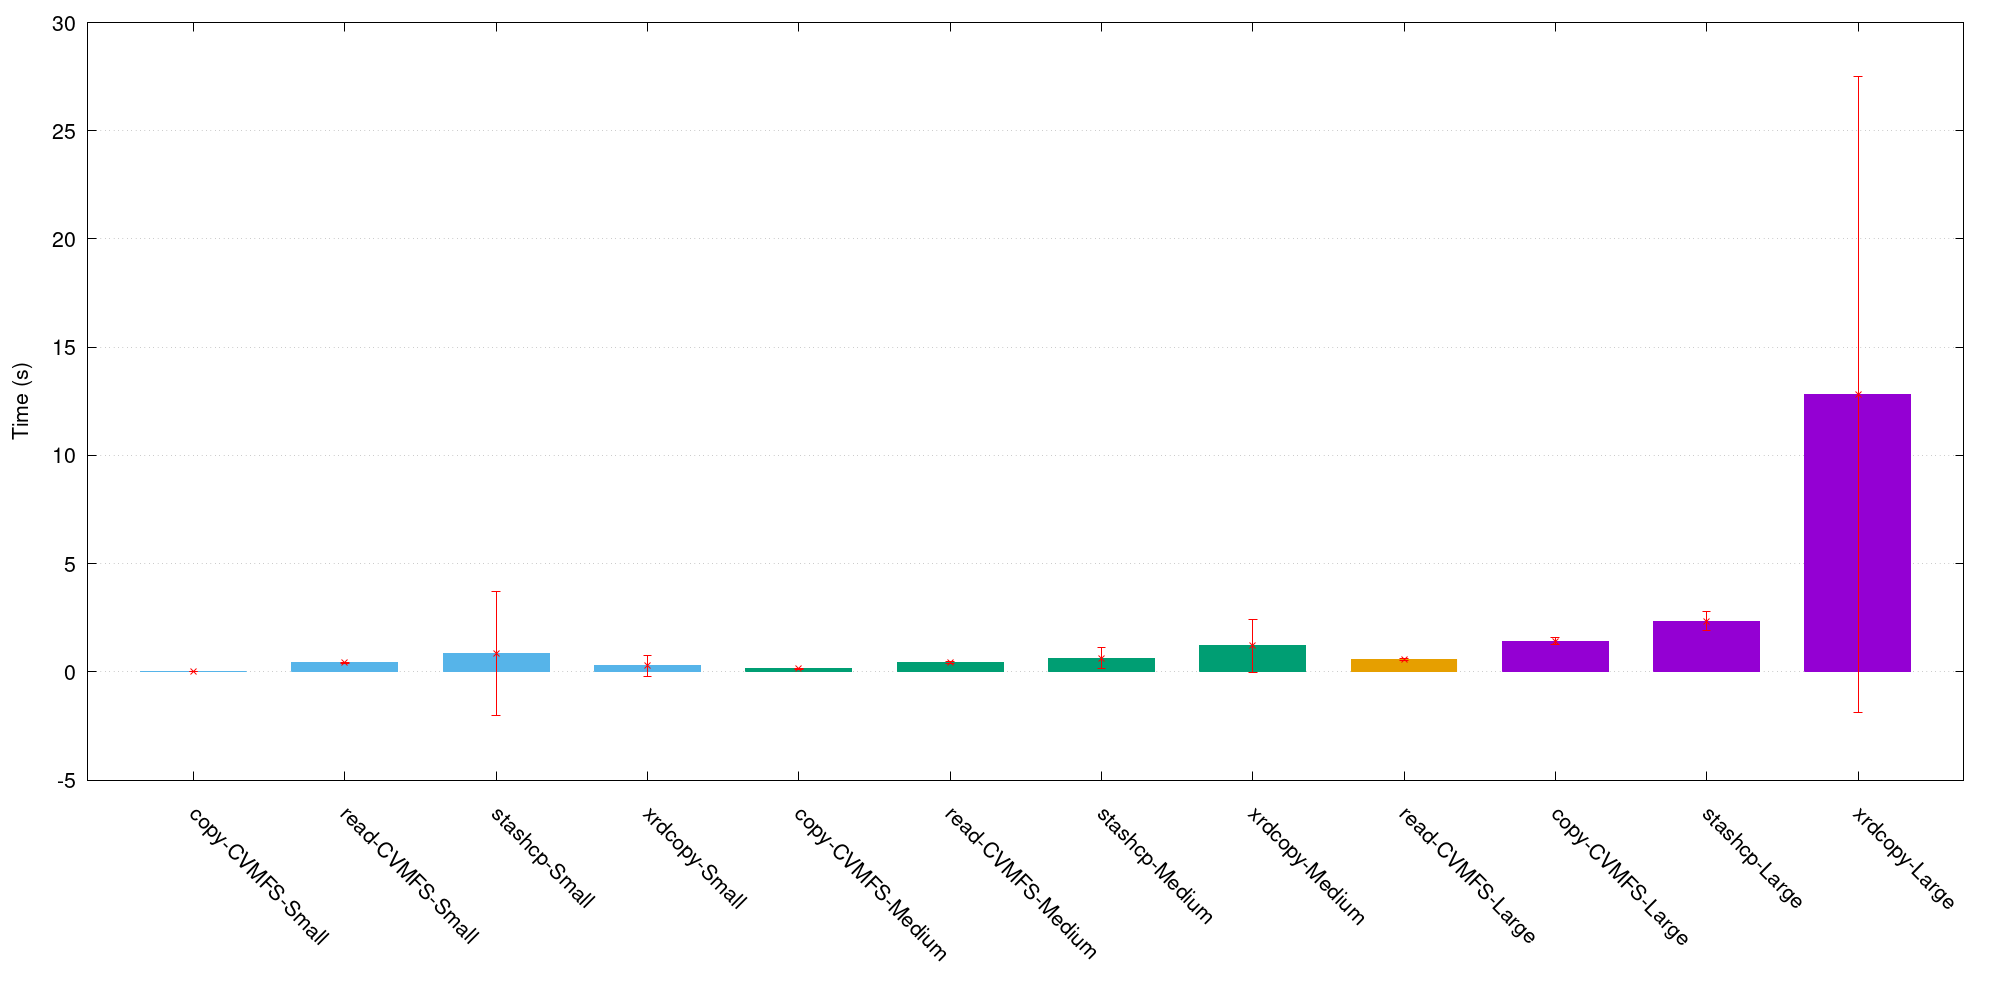 30
25
20
15
10
5
0
-5
Time (s)
copy-CVMFS-Small
read-CVMFS-Small
stashcp-Small
xrdcopy-Small
copy-CVMFS-Medium
read-CVMFS-Medium
stashcp-Medium
xrdcopy-Medium
read-CVMFS-Large
copy-CVMFS-Large
stashcp-Large
xrdcopy-Large